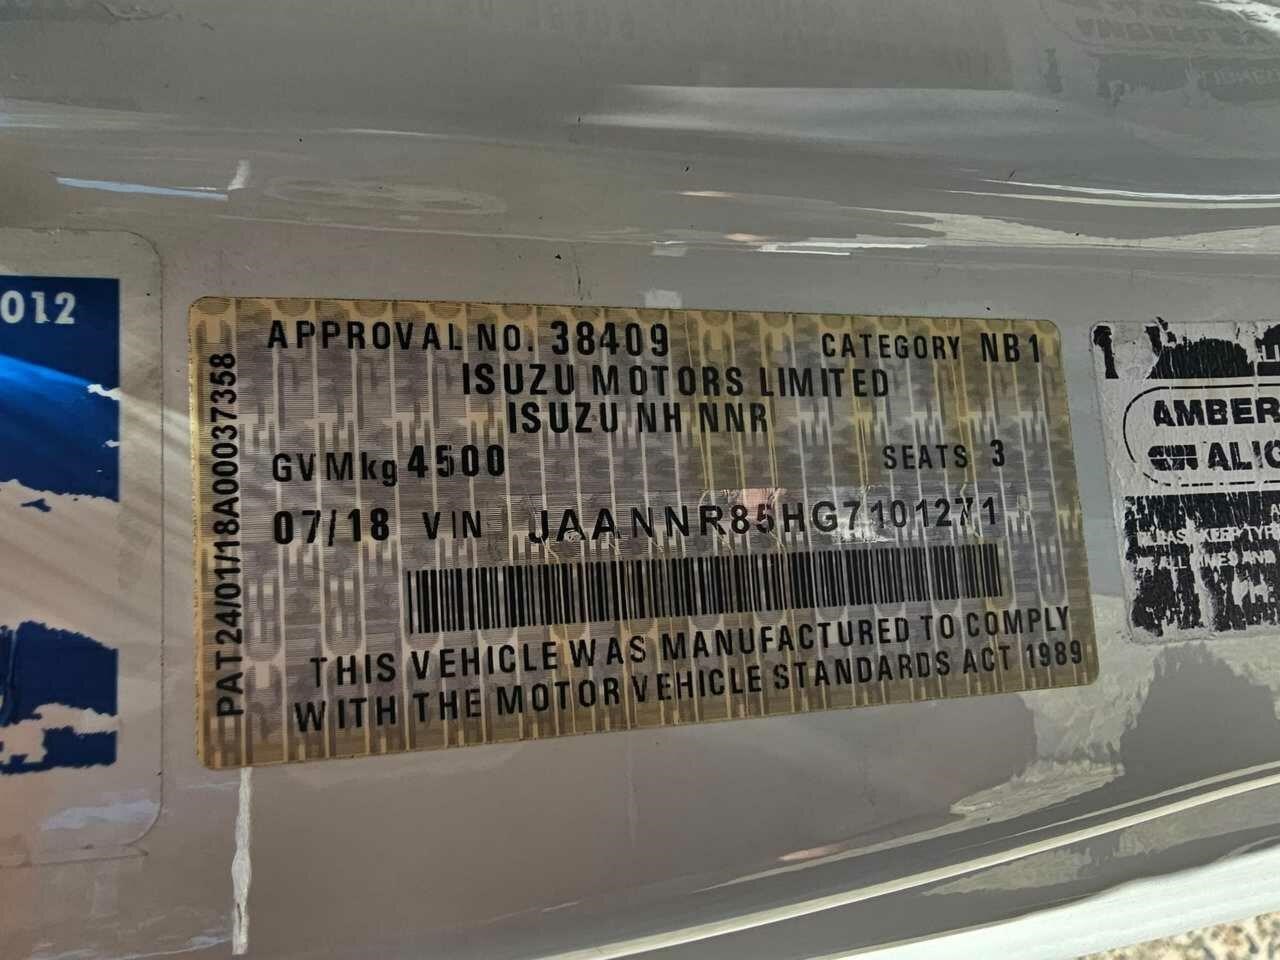 012
PAT24/01/18A00037358
APPROVAL NO. 38409 CATEGORY NB1
ISUZU MOTORS LIMITED
ISUZU NH NNR
GVMkg 4500 SEATS 3
07/18 VIN JAANNR85HG7101271
THIS VEHICLE WAS MANUFACTURED TO COMPLY
WITH THE MOTOR VEHICLE STANDARDS ACT 1989
AMBER
ALIG